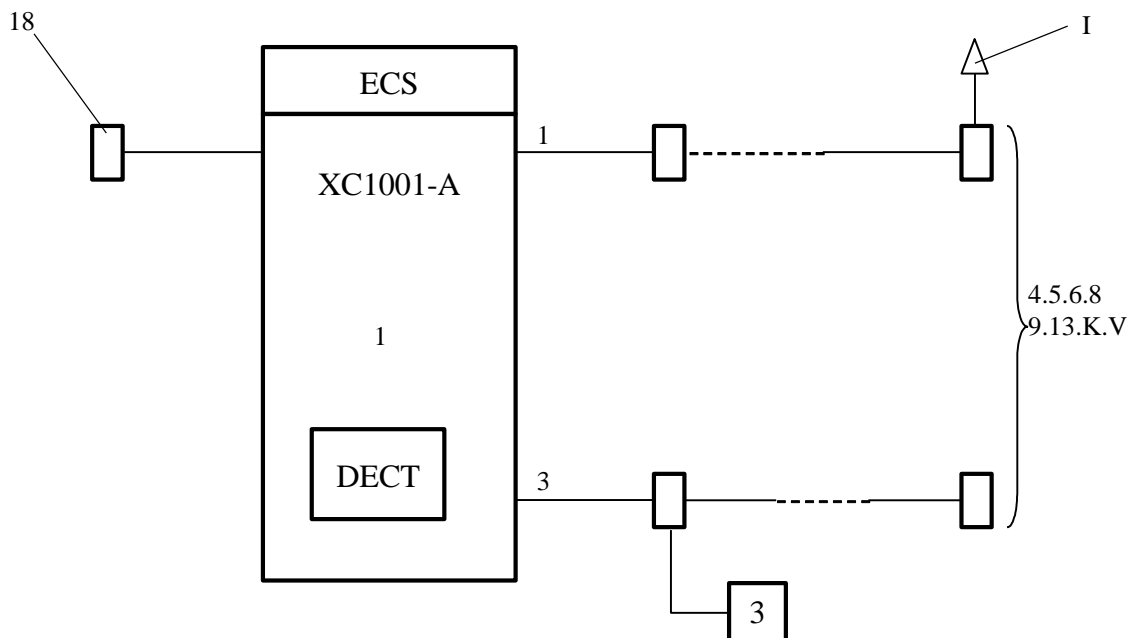 18
I
ECS
1
XC1001-A
4.5.6.8
9.13.K.V
1
DECT
3
3